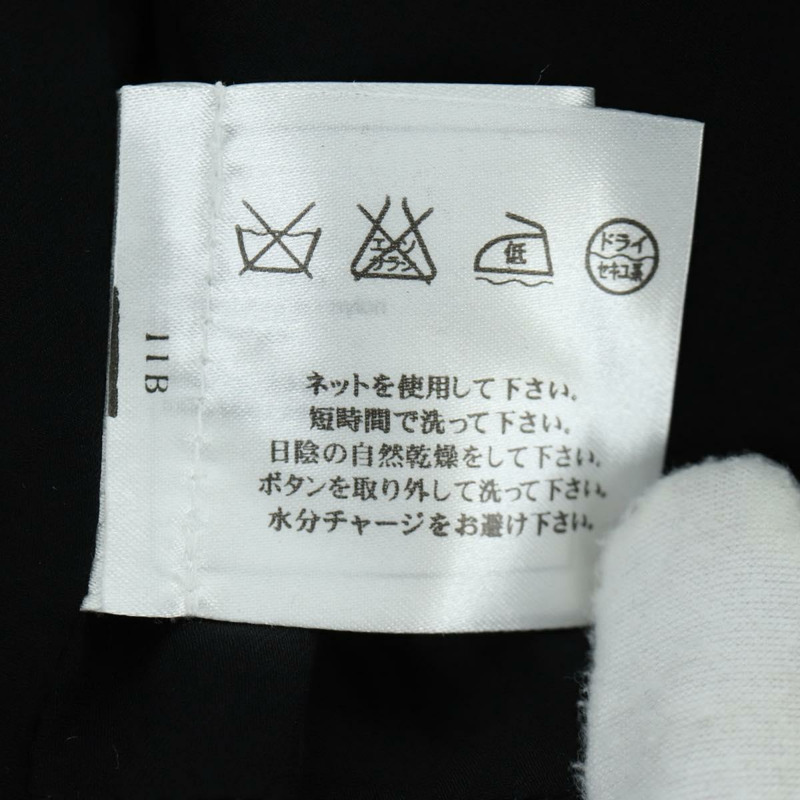 エンソ
サラシ
低
ドライ
セキユ系
11B
ネットを使用して下さい。
短時間で洗って下さい。
日陰の自然乾燥をして下さい。
ボタンを取り外して洗って下さい。
水分チャージをお避け下さい。